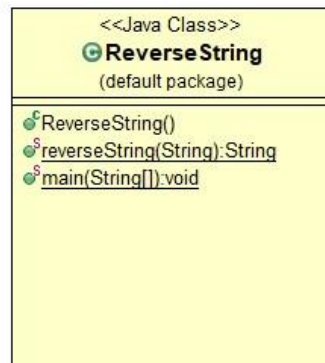 <<Java Class>>
ReverseString
(default package)
ReverseString()
reverseString(String):String
main(String[]):void